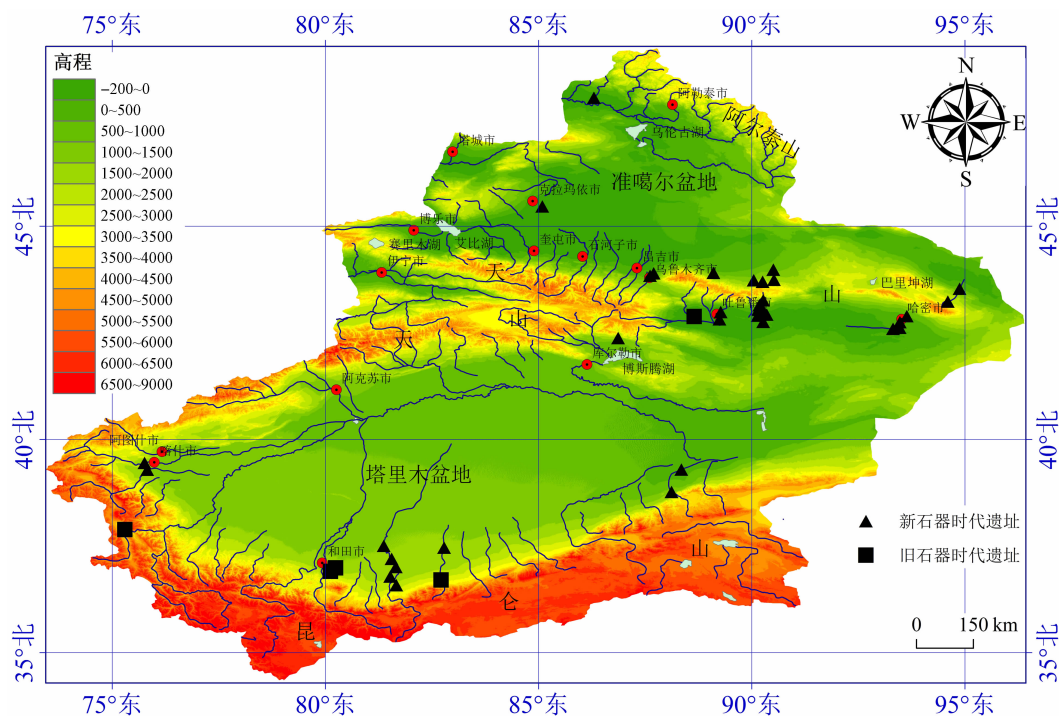 75°东
80°东
85°东
90°东
95°东
高程
-200~0
0~500
500~1000
1000~1500
1500~2000
2000~2500
2500~3000
3000~3500
3500~4000
4000~4500
4500~5000
5000~5500
5500~6000
6000~6500
6500~9000
N
W
E
S
阿勒泰市
阿尔泰山
乌伦古湖
塔城市
准噶尔盆地
克拉玛依市
45°北
45°北
博乐市
赛里木湖
艾比湖
奎屯市
石河子市
昌吉市
伊宁市
天
乌鲁木齐市
山
巴里坤湖
吐鲁番市
哈密市
天
山
库尔勒市
博斯腾湖
阿克苏市
40°北
40°北
阿图什市
喀什市
塔里木盆地
新石器时代遗址
旧石器时代遗址
和田市
山
仑
昆
0
150 km
35°北
35°北
75°东
80°东
85°东
90°东
95°东